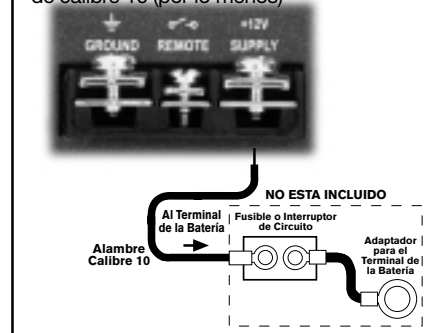 de calibre 10 (por lo menos)
+12V
GROUND REMOTE SUPPLY
NO ESTA INCLUIDO
Al Terminal
de la Batería
Fusible o Interruptor
de Circuito
Alambre
Calibre 10
Adaptador
para el
Terminal de
la Batería